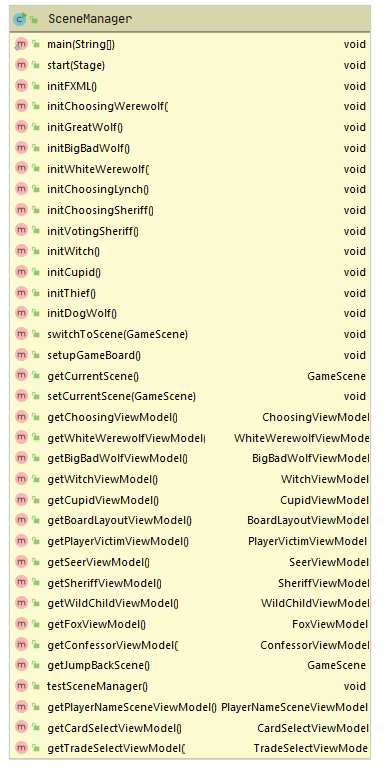 SceneManager
main(String[]) void
start(Stage) void
initFXML() void
initChoosingWerewolf( void
initGreatWolf() void
initBigBadWolf() void
initWhiteWerewolf( void
initChoosingLynch() void
initChoosingSheriff() void
initVotingSheriff() void
initWitch() void
initCupid() void
initThief() void
initDogWolf() void
switchToScene(GameScene) void
setupGameBoard() void
getCurrentScene() GameScene
setCurrentScene(GameScene) void
getChoosingViewModel() ChoosingViewModel
getWhiteWerewolfViewModel( WhiteWerewolfViewMode
getBigBadWolfViewModel() BigBadWolfViewModel
getWitchViewModel() WitchViewModel
getCupidViewModel() CupidViewModel
getBoardLayoutViewModel() BoardLayoutViewModel
getPlayerVictimViewModel() PlayerVictimViewModel
getSeerViewModel() SeerViewModel
getSheriffViewModel() SheriffViewModel
getWildChildViewModel() WildChildViewModel
getFoxViewModel() FoxViewModel
getConfessorViewModel( ConfessorViewModel
getJumpBackScene() GameScene
testSceneManager() void
getPlayerNameSceneViewModel() PlayerNameSceneViewModel
getCardSelectViewModel() CardSelectViewModel
getTradeSelectViewModel( TradeSelectViewMode